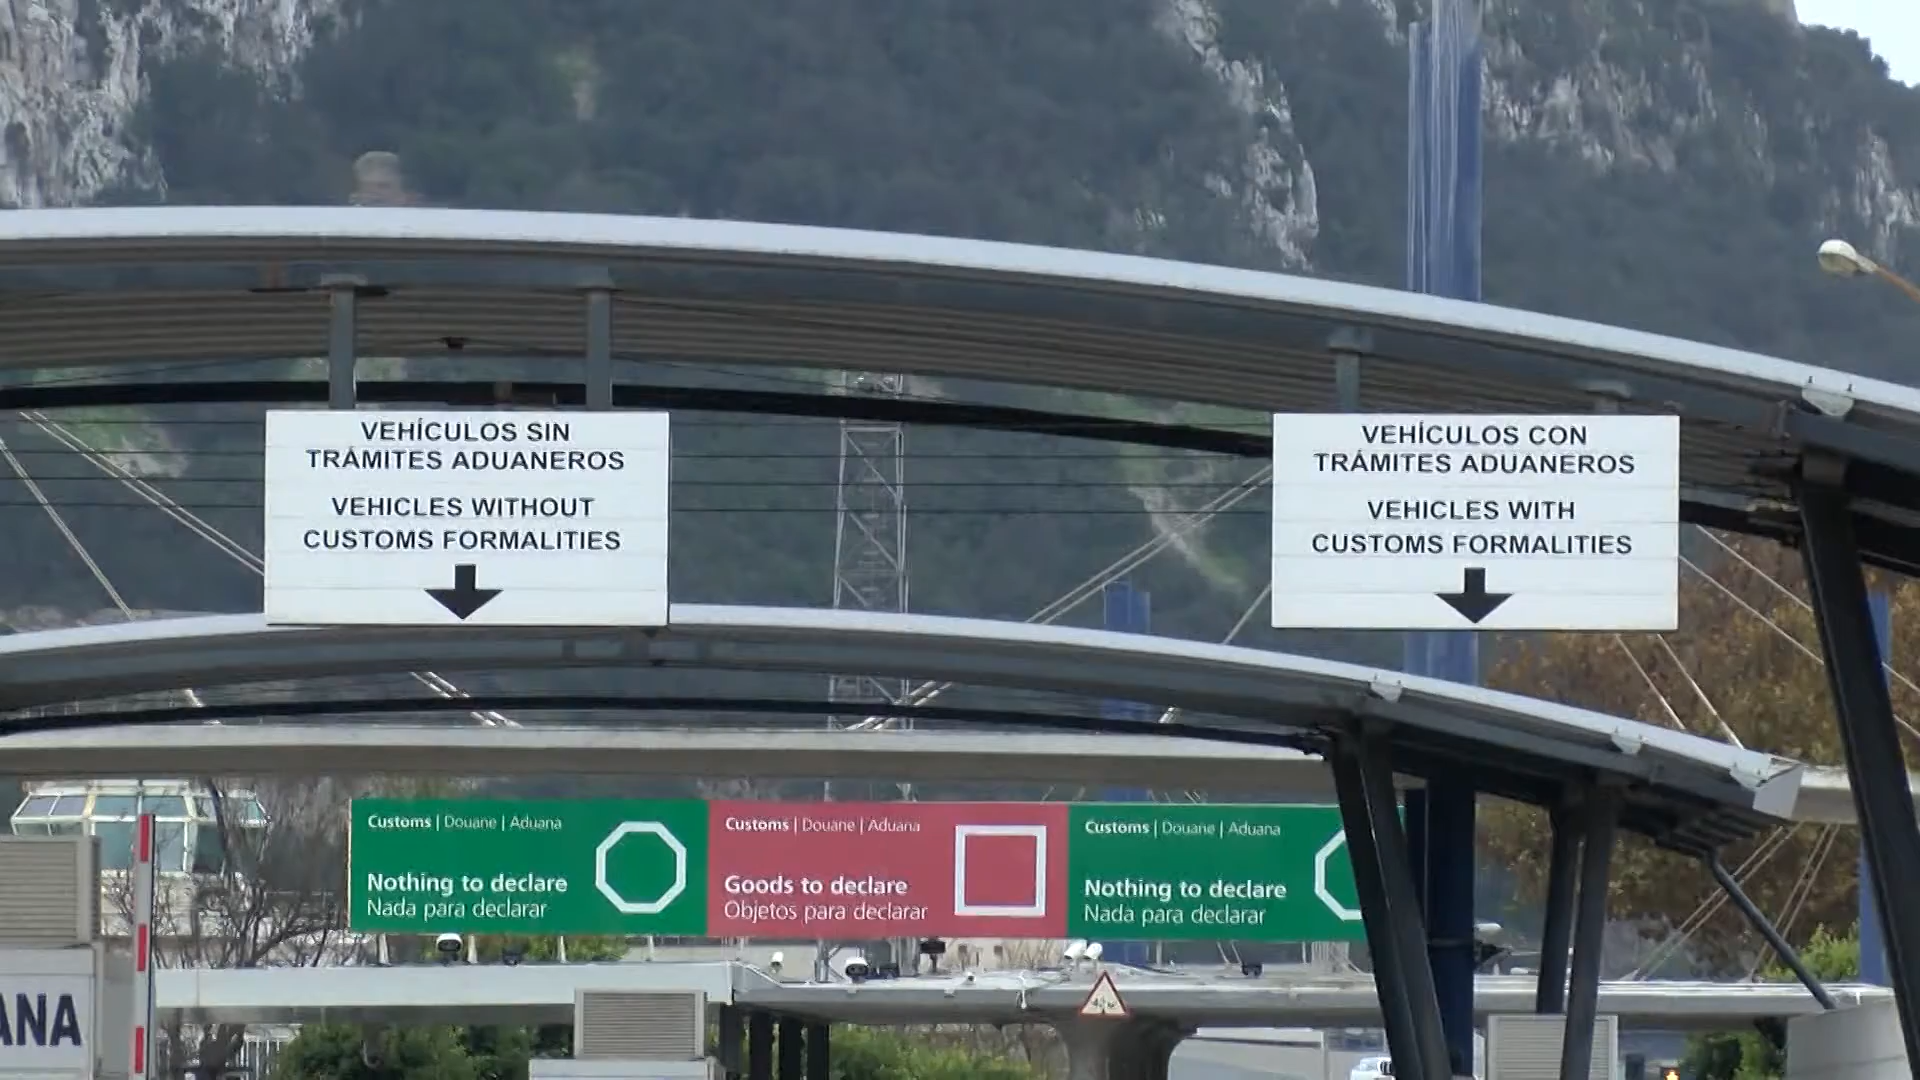 VEHÍCULOS SIN
TRÁMITES ADUANEROS
VEHICLES WITHOUT
CUSTOMS FORMALITIES
VEHÍCULOS CON
TRÁMITES ADUANEROS
VEHICLES WITH
CUSTOMS FORMALITIES
Customs | Douane | Aduana
Nothing to declare
Nada para declarar
Customs | Douane | Aduana
Goods to declare
Objetos para declarar
Customs | Douane | Aduana
Nothing to declare
Nada para declarar
ANA